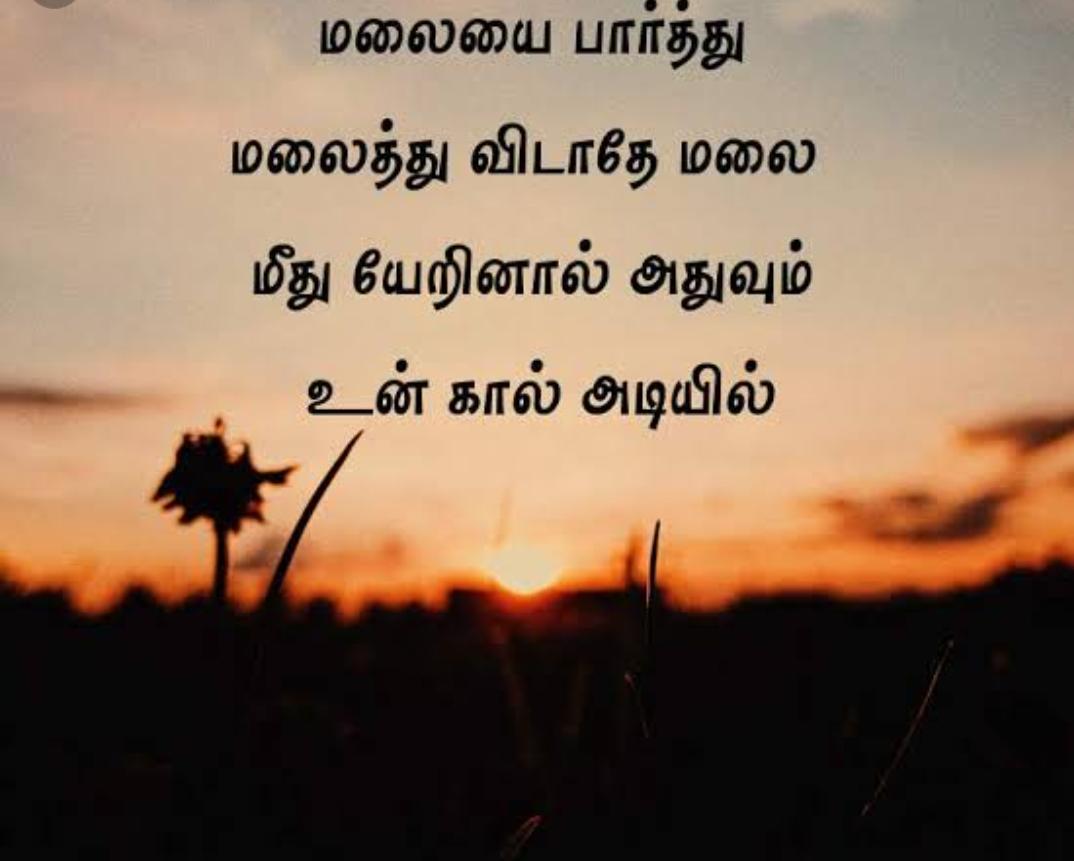 மலையை பார்த்து
மலைத்து விடாதே மலை
மீது யேறினால் அதுவும்
உன் கால் அடியில்